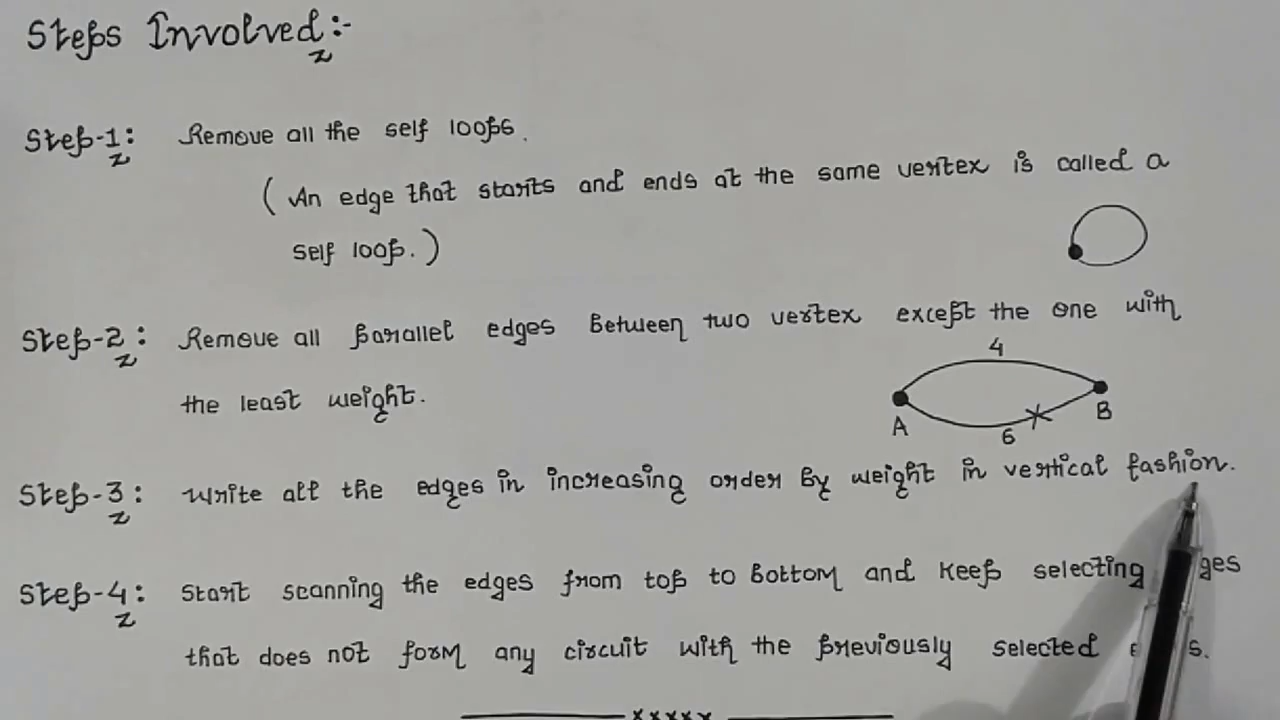 Steps Involved:-
Step-1: Remove all the self loops.
(An edge that starts and ends at the same vertex is called a
self loop.)
Step-2: Remove all parallel edges Between two vertex except the one with
the least weight.
4
A
B
6
Step-3: Write all the edges in increasing order By weight in vertical fashion.
Step-4: Start scanning the edges from top to Bottom and keep selecting
that does not form any circuit with the previously selected
xxxxx